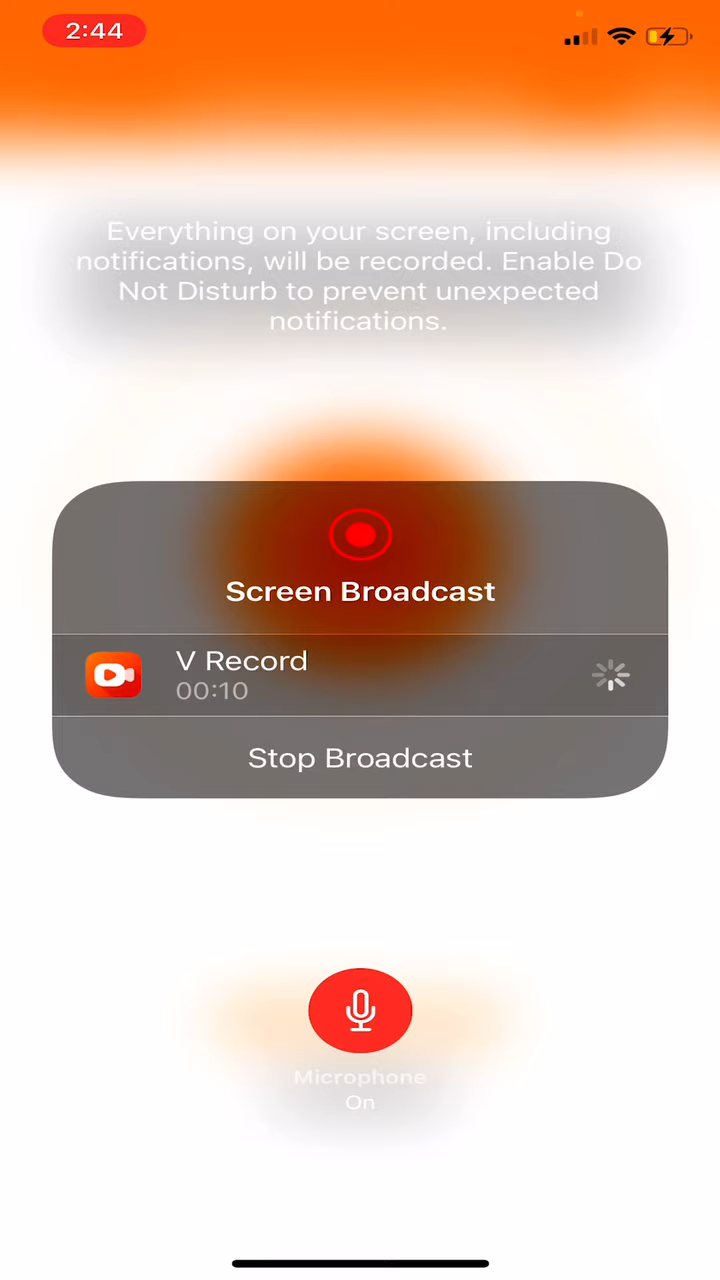 2:44
Everything on your screen, including
notifications, will be recorded. Enable Do
Not Disturb to prevent unexpected
notifications.
Screen Broadcast
V Record
00:10
Stop Broadcast
Microphone
On